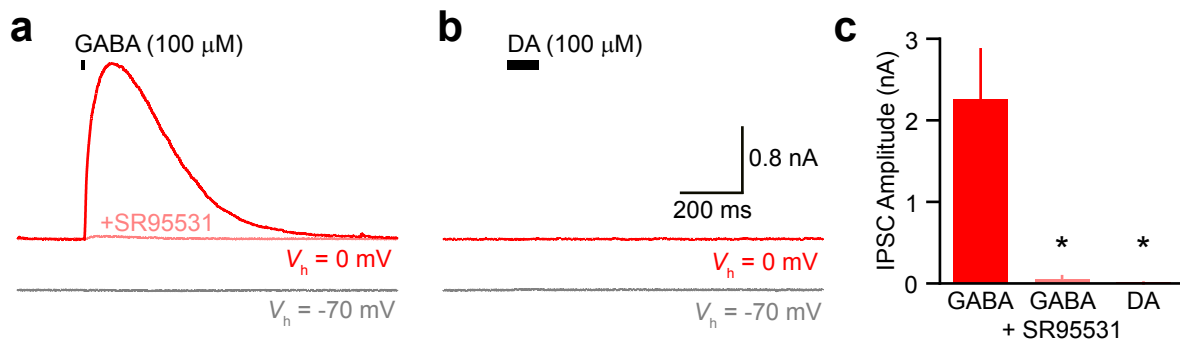 a
GABA (100 μM)
+SR95531
Vh = 0 mV
Vh = -70 mV
b
DA (100 μM)
0.8 nA
200 ms
Vh = 0 mV
Vh = -70 mV
c
IPSC Amplitude (nA)
3
2
1
0
* *
GABA GABA DA
+ SR95531